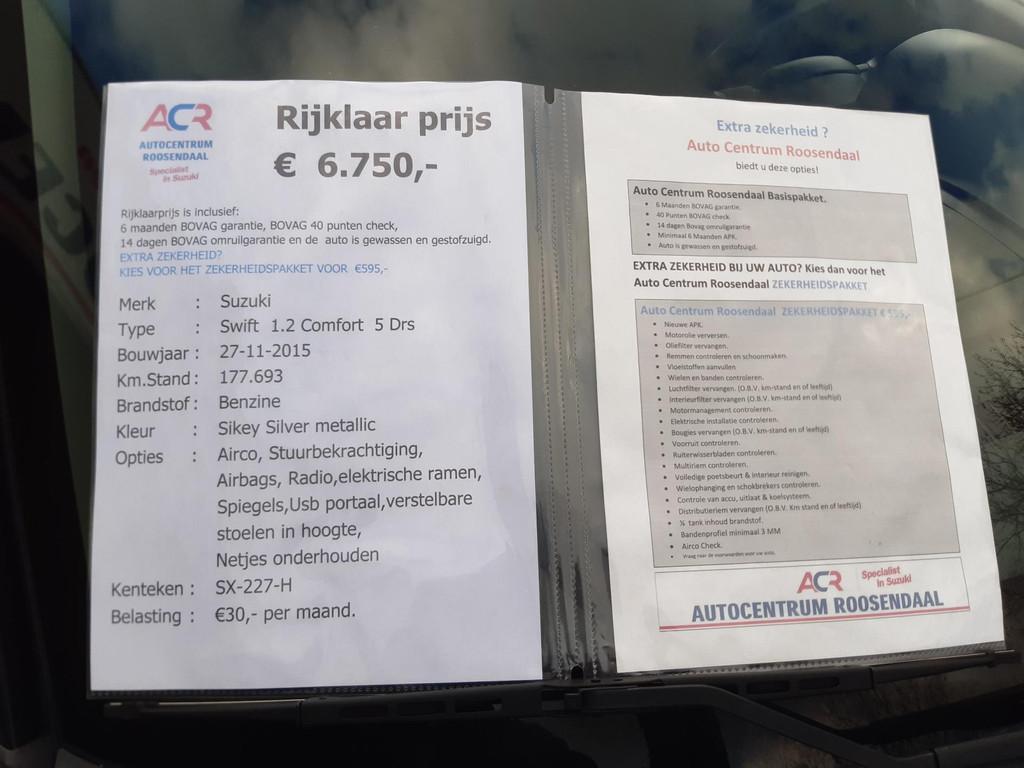 ACR
AUTOCENTRUM
ROOSENDAAL
Specialist
in Suzuki
Rijklaar prijs
€ 6.750,-
Rijklaarprijs is inclusief:
6 maanden BOVAG garantie, BOVAG 40 punten check,
14 dagen BOVAG omruilgarantie en de auto is gewassen en gestofzuigd.
EXTRA ZEKERHEID?
KIES VOOR HET ZEKERHEIDSPAKKET VOOR €595,-
Merk : Suzuki
Type : Swift 1.2 Comfort 5 Drs
Bouwjaar : 27-11-2015
Km.Stand : 177.693
Brandstof : Benzine
Kleur : Sikey Silver metallic
Opties : Airco, Stuurbekrachtiging,
Airbags, Radio,elektrische ramen,
Spiegels,Usb portaal,verstelbare
stoelen in hoogte,
Netjes onderhouden
Kenteken : SX-227-H
Belasting : €30,- per maand.
Extra zekerheid ?
Auto Centrum Roosendaal
biedt u deze opties!
Auto Centrum Roosendaal Basispakket.
• 6 Maanden BOVAG garantie.
• 40 Punten BOVAG check.
• 14 dagen Bovag omruilgarantie
• Minimaal 6 Maanden APK.
• Auto is gewassen en gestofzuigd.
EXTRA ZEKERHEID BIJ UW AUTO? Kies dan voor het
Auto Centrum Roosendaal ZEKERHEIDSPAKKET
Auto Centrum Roosendaal ZEKERHEIDSPAKKET € 595,-
• Nieuwe APK.
• Motorolie verversen.
• Oliefilter vervangen.
• Remmen controleren en schoonmaken.
• Vloeistoffen aanvullen
• Wielen en banden controleren.
• Luchtfilter vervangen. (O.B.V. km-stand en of leeftijd)
• Interieurfilter vervangen (O.B.V. km-stand en of leeftijd)
• Motormanagement controleren.
• Elektrische installatie controleren.
• Bougies vervangen (O.B.V. km-stand en of leeftijd)
• Voorruit controleren.
• Ruiterwisserbladen controleren.
• Multiriem controleren.
• Volledige poetsbeurt & interieur reinigen.
• Wielophanging en schokbrekers controleren.
• Controle van accu, uitlaat & koelsysteem.
• Distributieriem vervangen (O.B.V. Km stand en of leeftijd)
• ½ tank inhoud brandstof.
• Bandenprofiel minimaal 3 MM
• Airco Check.
• Vraag naar de voorwaarden voor uw auto.
ACR Specialist
in Suzuki
AUTOCENTRUM ROOSENDAAL